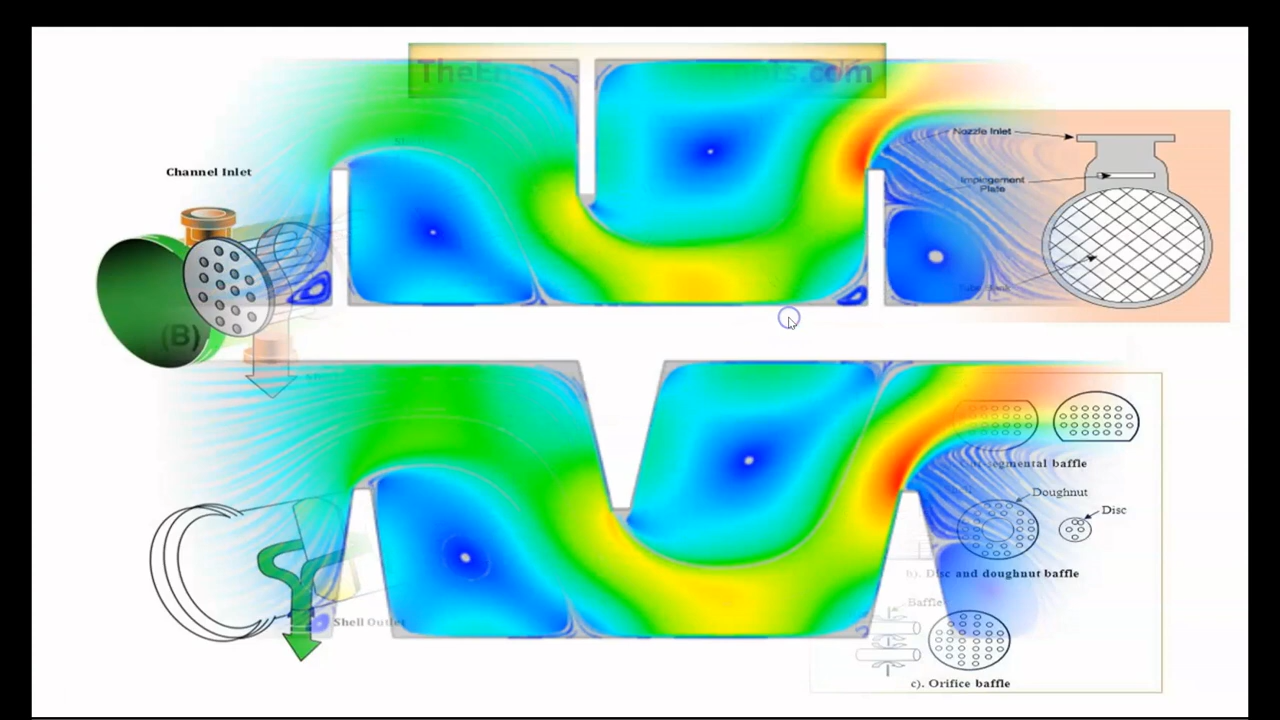 Channel Inlet
Nozzle Inlet
Impingement
Plate
(B)
Shell Outlet
segmental baffle
Doughnut
Disc
b). Disc and doughnut baffle
Baffle
c). Orifice baffle